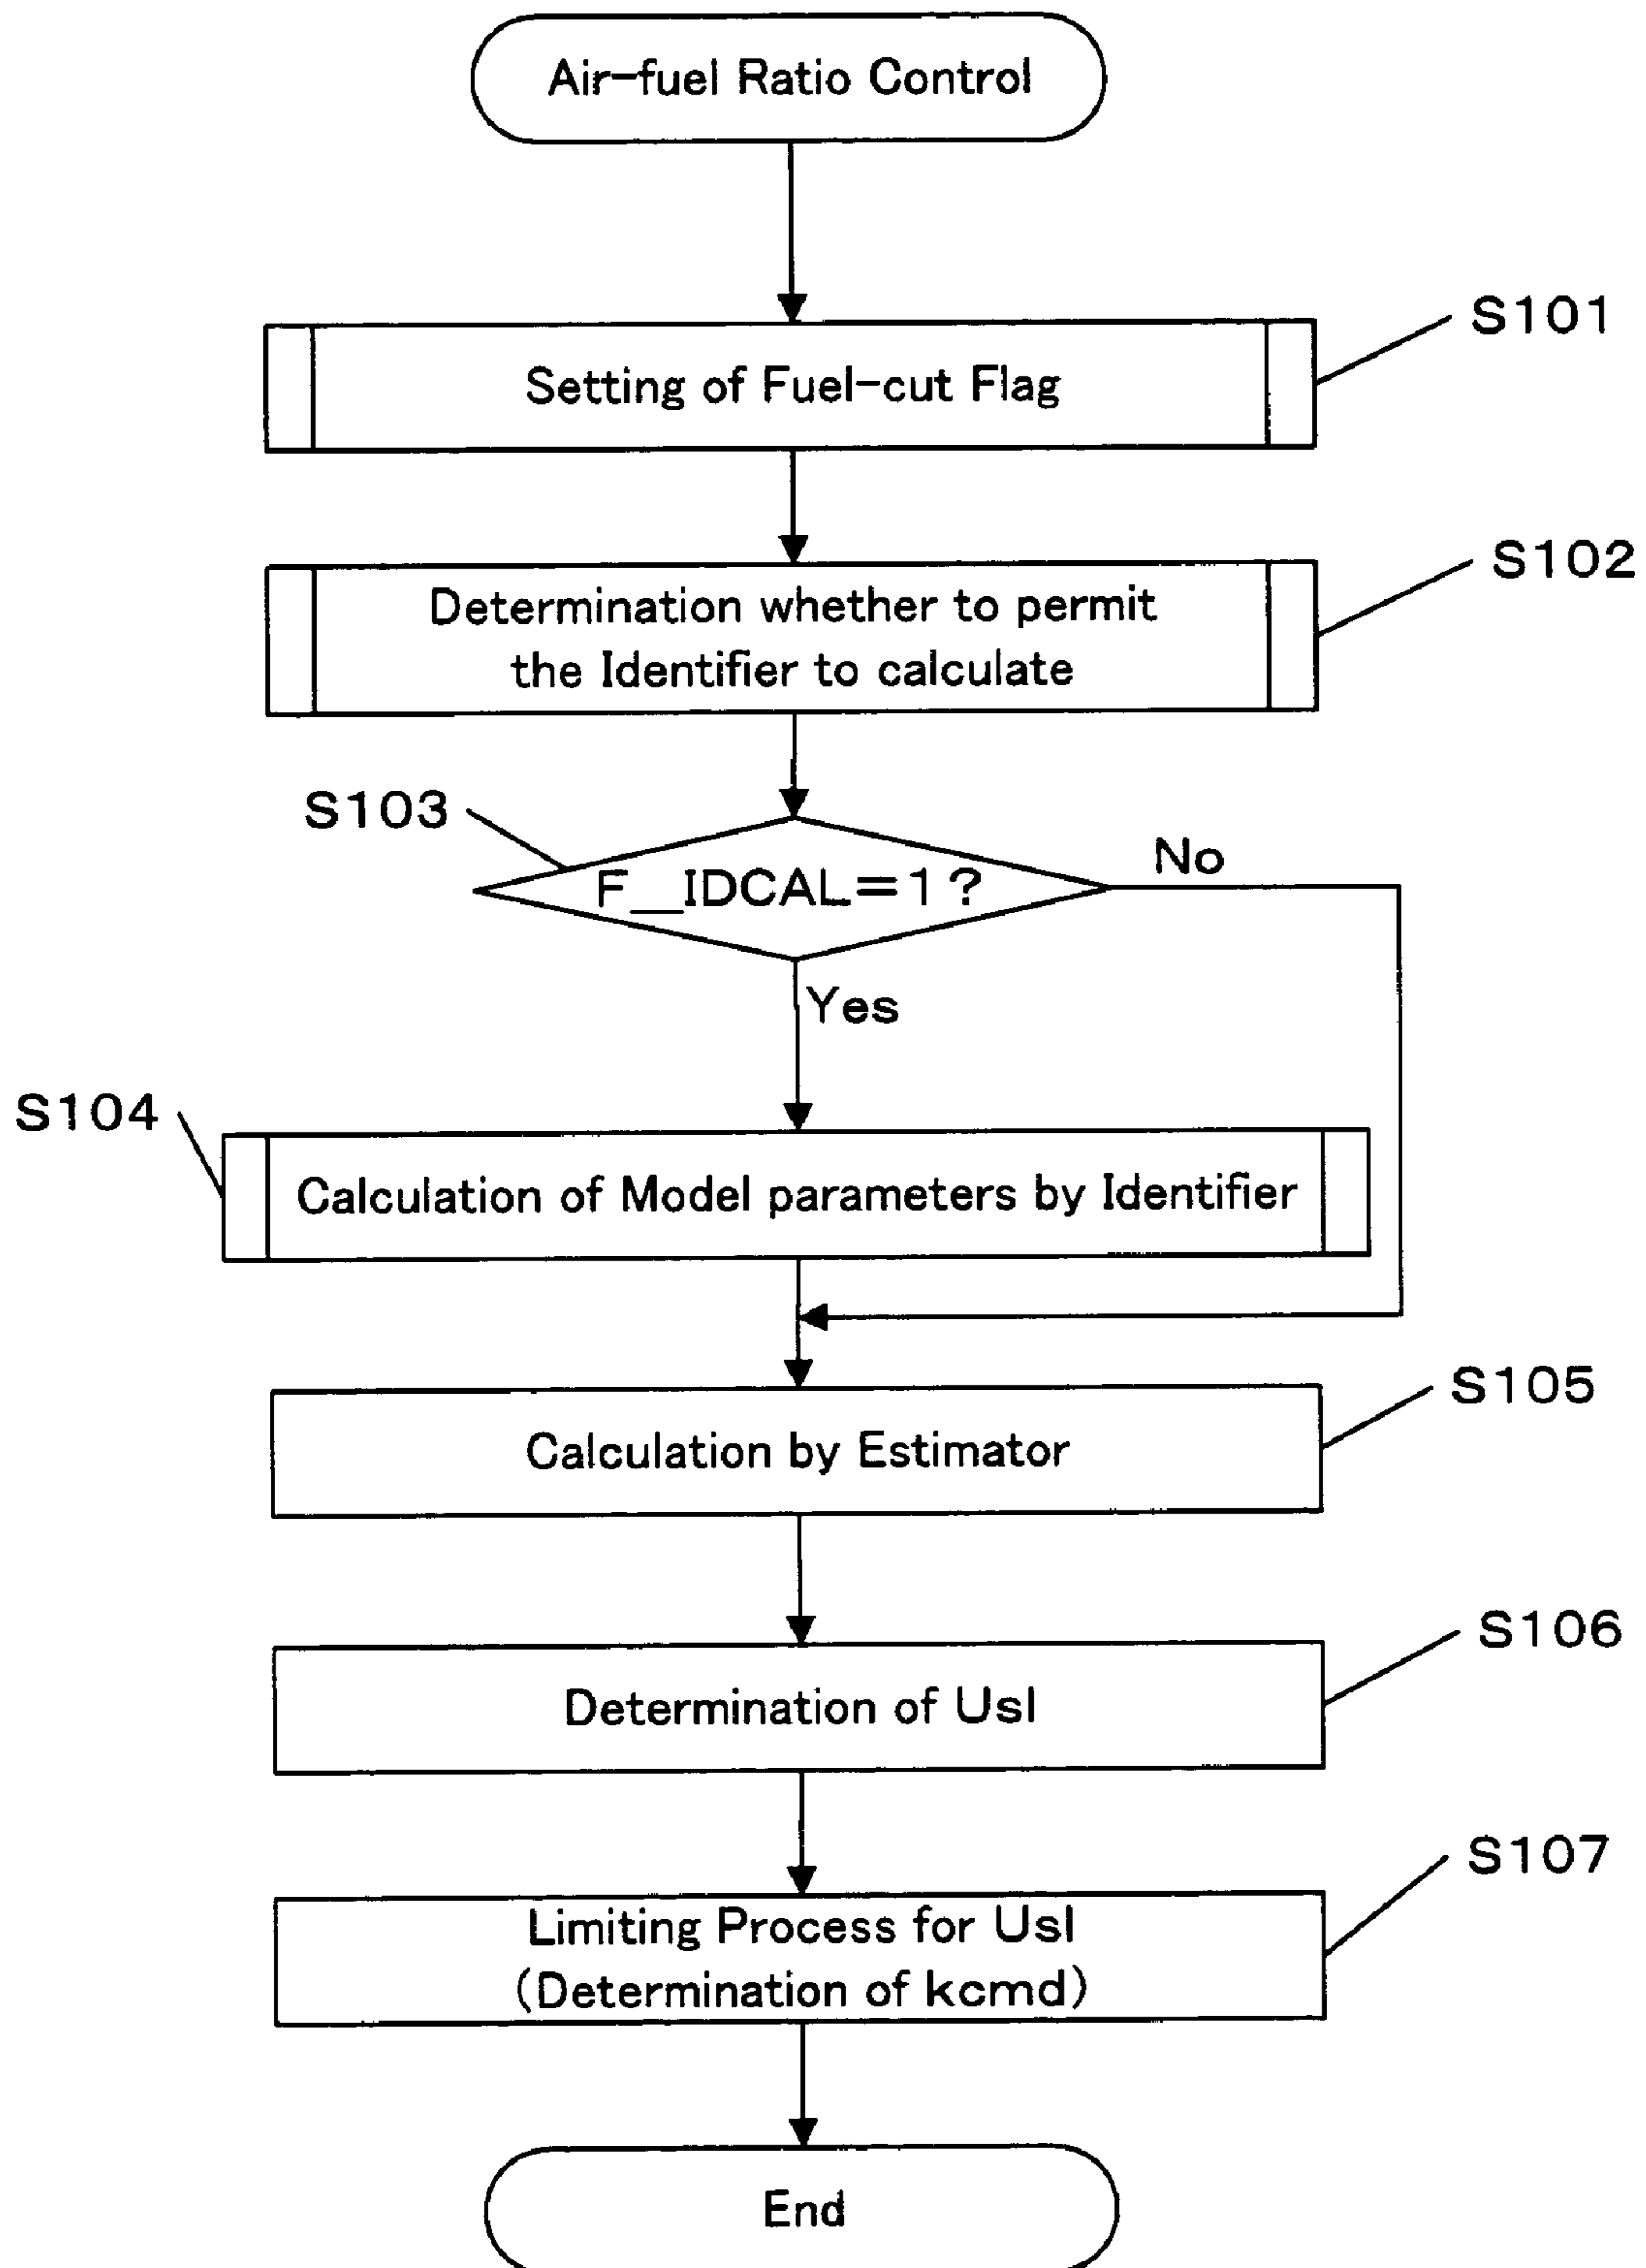 Air-fuel Ratio Control
S101
Setting of Fuel-cut Flag
S102
Determination whether to permit
the Identifier to calculate
S103
F__IDCAL=1?
No
Yes
S104
Calculation of Model parameters by Identifier
S105
Calculation by Estimator
S106
Determination of Usl
S107
Limiting Process for Usl
(Determination of kcmd)
End